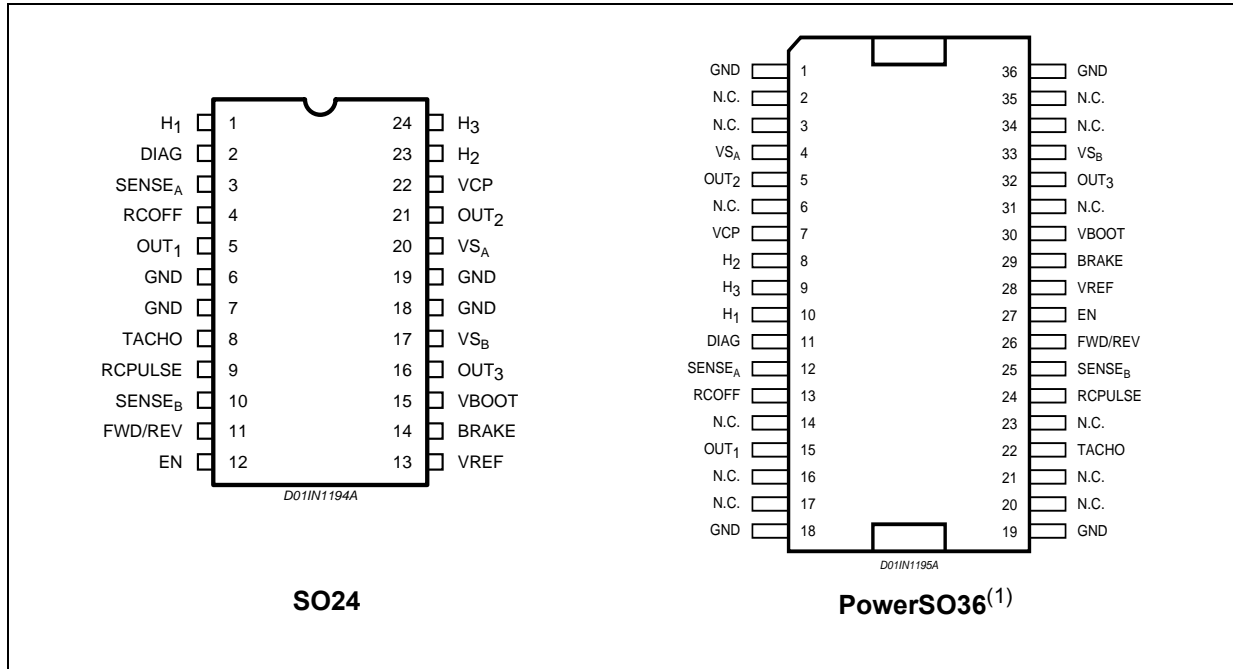 H1 1 24 H3
DIAG 2 23 H2
SENSEA 3 22 VCP
RCOFF 4 21 OUT2
OUT1 5 20 VSA
GND 6 19 GND
GND 7 18 GND
TACHO 8 17 VSB
RCPULSE 9 16 OUT3
SENSEB 10 15 VBOOT
FWD/REV 11 14 BRAKE
EN 12 13 VREF
D01IN1194A
SO24
GND 1 36 GND
N.C. 2 35 N.C.
N.C. 3 34 N.C.
VSA 4 33 VSB
OUT2 5 32 OUT3
N.C. 6 31 N.C.
VCP 7 30 VBOOT
H2 8 29 BRAKE
H3 9 28 VREF
H1 10 27 EN
DIAG 11 26 FWD/REV
SENSEA 12 25 SENSEB
RCOFF 13 24 RCPULSE
N.C. 14 23 N.C.
OUT1 15 22 TACHO
N.C. 16 21 N.C.
N.C. 17 20 N.C.
GND 18 19 GND
D01IN1195A
PowerSO36(1)